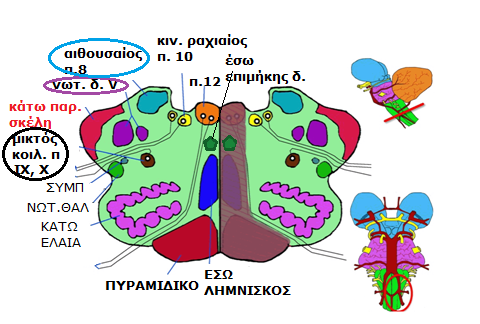 αιθουσαίος
π.8
κιν. ραχιαίος
π. 10
έσω
επιμήκης δ.
νωτ. δ. V
π.12
κάτω παρ.
σκέλη
μικτός
κοιλ. π
ΙΧ, Χ
ΣΥΜΠ
ΝΩΤ.ΘΑΛ
ΚΑΤΩ
ΕΛΑΙΑ
ΠΥΡΑΜΙΔΙΚΟ
ΕΣΩ
ΛΗΜΝΙΣΚΟΣ